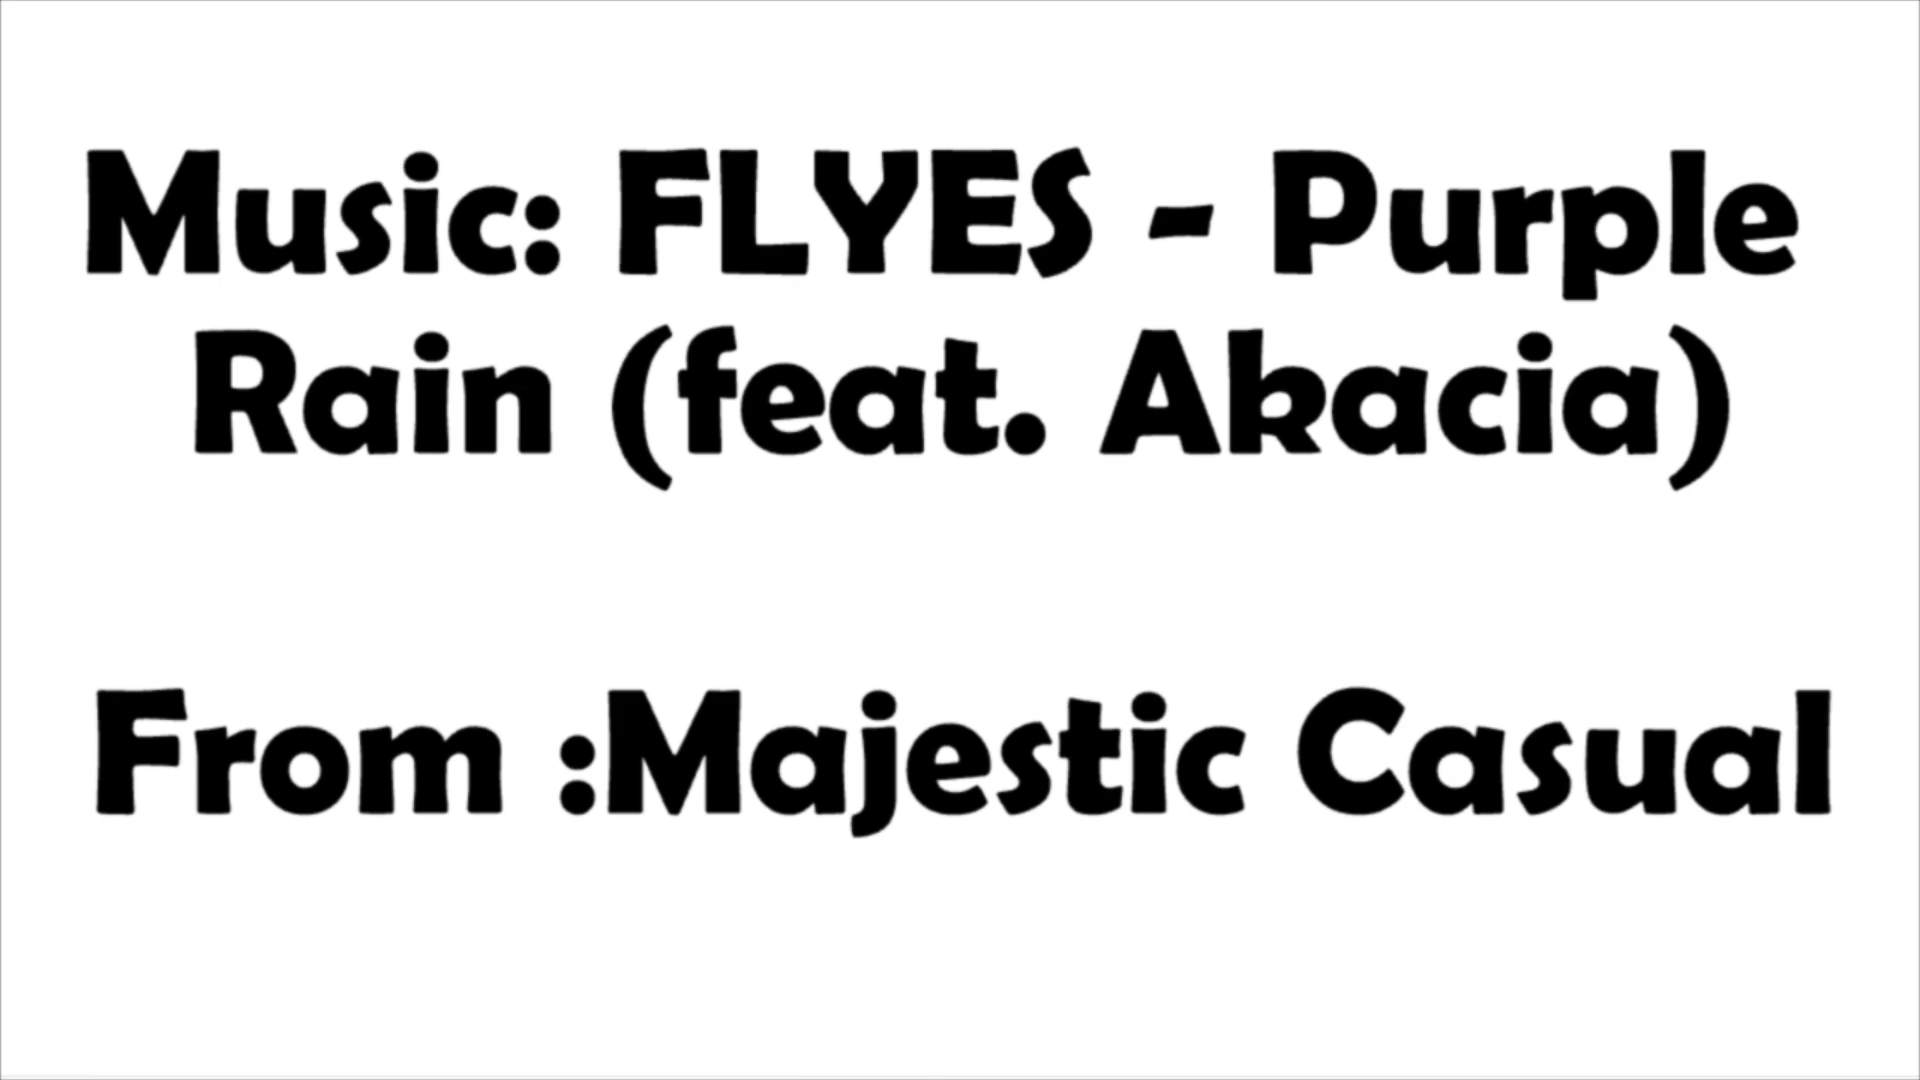 Music: FLYES - Purple
Rain (feat. Akacia)
From :Majestic Casual